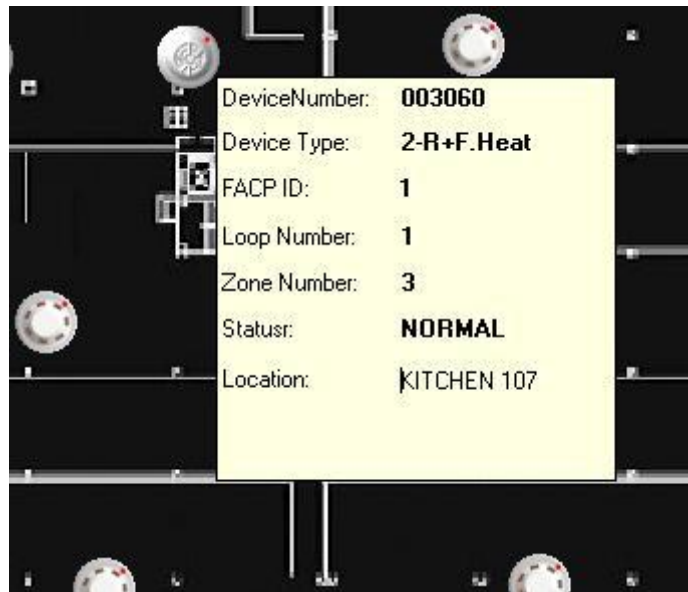 DeviceNumber: 003060
Device Type: 2-R+F.Heat
FACP ID: 1
Loop Number: 1
Zone Number: 3
Statusr: NORMAL
Location: KITCHEN 107